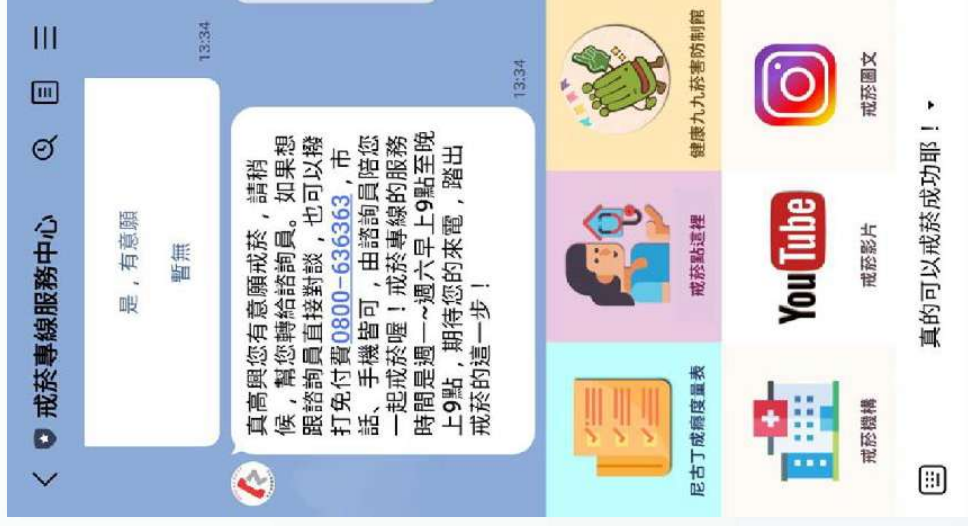 戒菸專線服務中心
是，有意願
暫無
13:34
真高興您有意願戒菸，請稍
候，幫您轉給諮詢員。如果想
跟諮詢員直接對談，也可以撥
打免付費0800-636363，市
話、手機皆可，由諮詢員陪您
一起戒菸喔！戒菸專線的服務
時間是週一~週六早上9點至晚
上9點，期待您的來電，踏出
戒菸的這一步！
13:34
尼古丁成癮度量表
戒菸點這裡
健康九九菸害防制館
戒菸機構
YouTube
戒菸影片
戒菸圖文
真的可以戒菸成功耶！